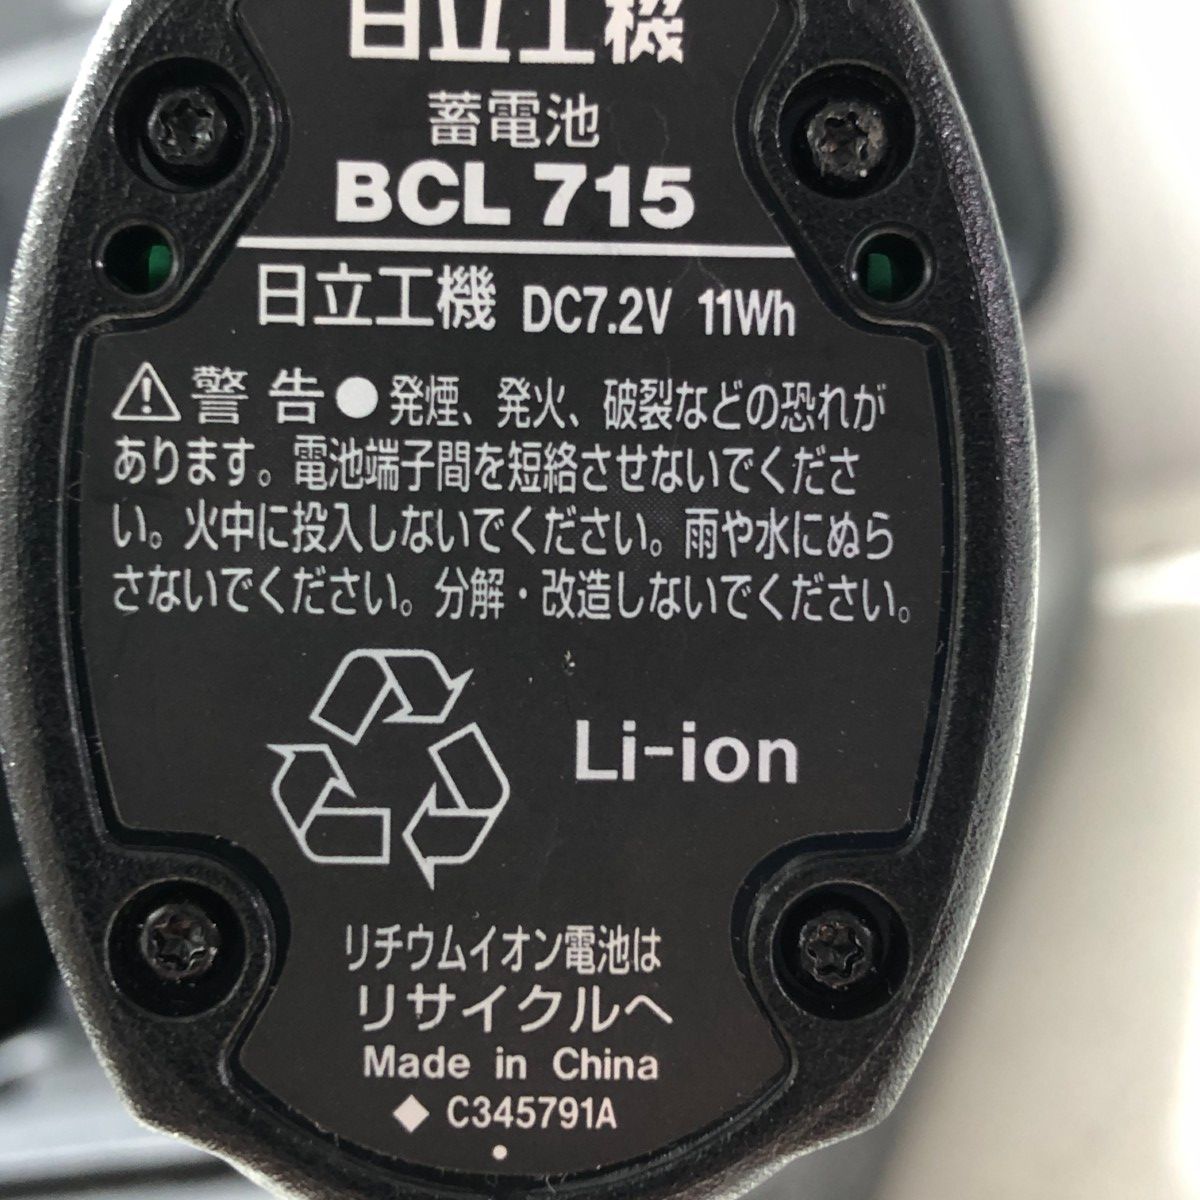 日立工機
蓄電池
BCL 715
日立工機 DC7.2V 11Wh
警告●発煙、発火、破裂などの恐れが
あります。電池端子間を短絡させないでくださ
い。火中に投入しないでください。雨や水にぬら
さないでください。分解・改造しないでください。
Li-ion
リチウムイオン電池は
リサイクルへ
Made in China
◆ C345791A